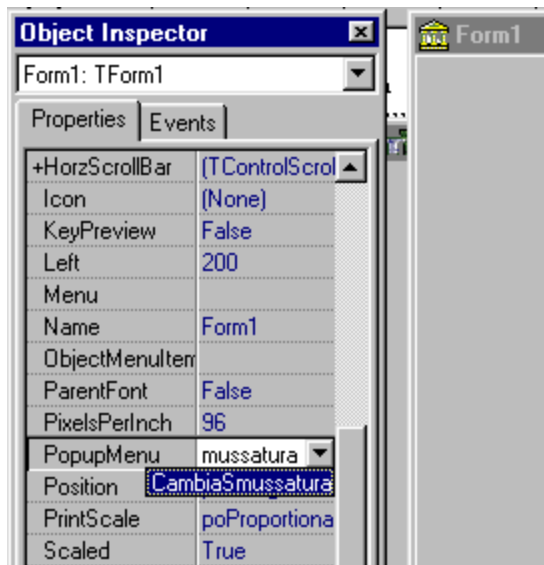 Object Inspector
Form1
Form1: TForm1
Properties Events
+HorzScrollBar (TControlScrol
Icon (None)
KeyPreview False
Left 200
Menu
Name Form1
ObjectMenuItem
ParentFont False
PixelsPerInch 96
PopupMenu mussatura
Position CambiaSmussatura
PrintScale poProportiona
Scaled True